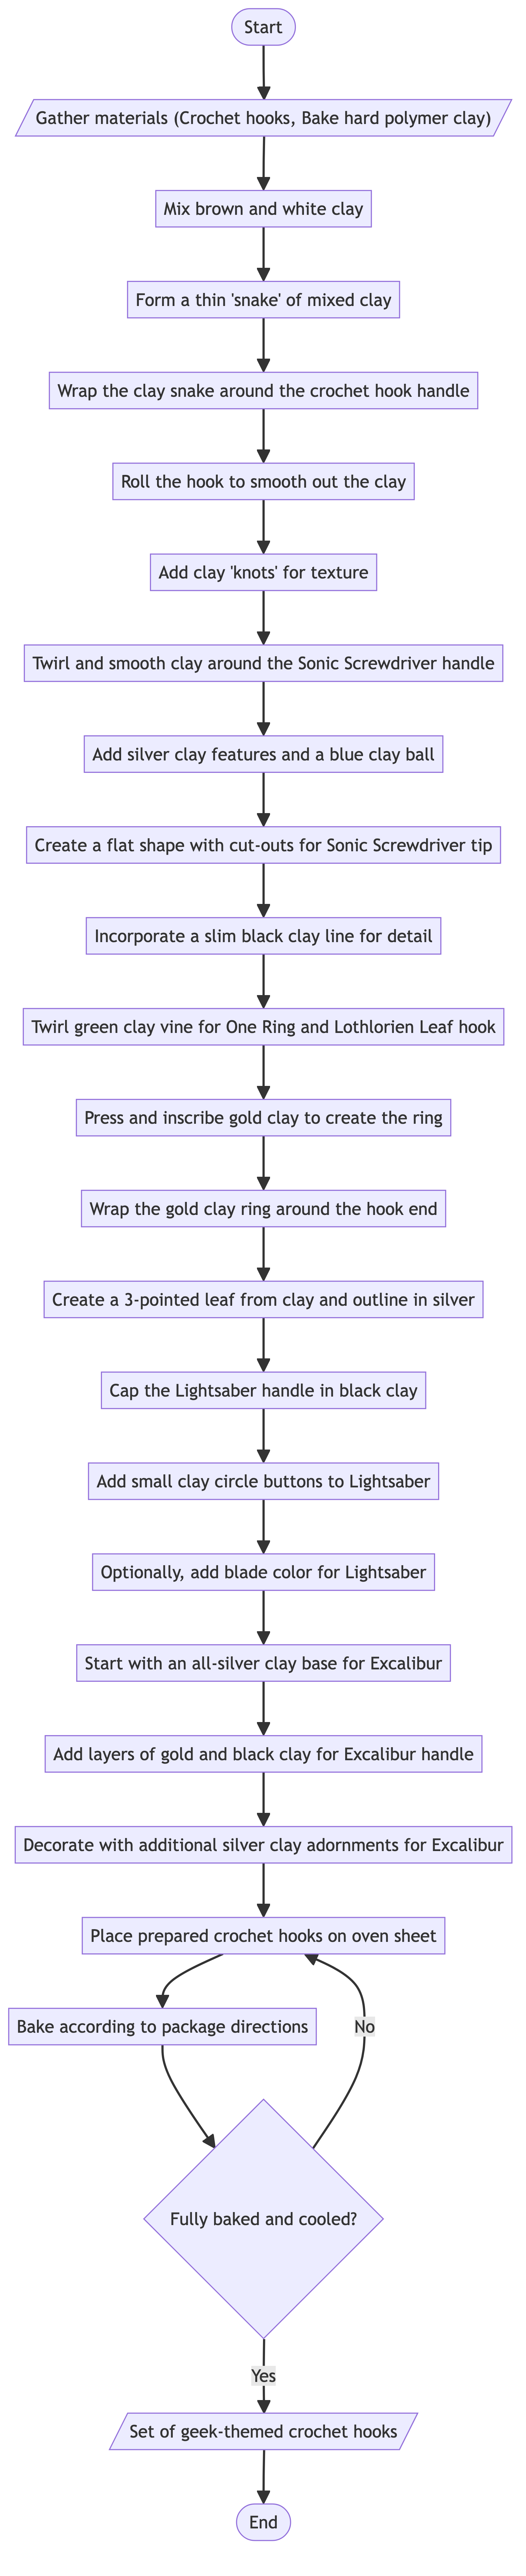 Start
Gather materials (Crochet hooks, Bake hard polymer clay)
Mix brown and white clay
Form a thin 'snake' of mixed clay
Wrap the clay snake around the crochet hook handle
Roll the hook to smooth out the clay
Add clay 'knots' for texture
Twirl and smooth clay around the Sonic Screwdriver handle
Add silver clay features and a blue clay ball
Create a flat shape with cut-outs for Sonic Screwdriver tip
Incorporate a slim black clay line for detail
Twirl green clay vine for One Ring and Lothlorien Leaf hook
Press and inscribe gold clay to create the ring
Wrap the gold clay ring around the hook end
Create a 3-pointed leaf from clay and outline in silver
Cap the Lightsaber handle in black clay
Add small clay circle buttons to Lightsaber
Optionally, add blade color for Lightsaber
Start with an all-silver clay base for Excalibur
Add layers of gold and black clay for Excalibur handle
Decorate with additional silver clay adornments for Excalibur
Place prepared crochet hooks on oven sheet
Bake according to package directions
No
Fully baked and cooled?
Yes
Set of geek-themed crochet hooks
End